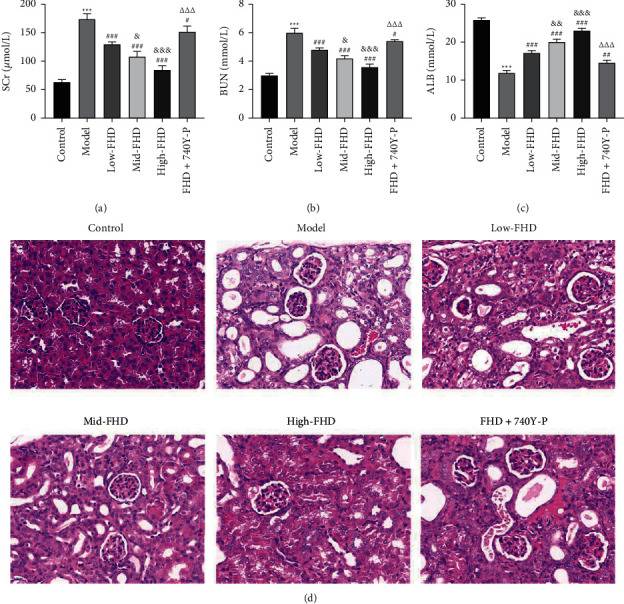 SCr (μmol/L)
200
150
100
50
0
***
###
&
###
&&&
###
ΔΔΔ
#
Control
Model
Low-FHD
Mid-FHD
High-FHD
FHD + 740Y-P
(a)
BUN (mmol/L)
8
6
4
2
0
***
###
&
###
&&&
###
ΔΔΔ
#
Control
Model
Low-FHD
Mid-FHD
High-FHD
FHD + 740Y-P
(b)
ALB (mmol/L)
30
20
10
0
***
###
&&
###
&&&
###
ΔΔΔ
##
Control
Model
Low-FHD
Mid-FHD
High-FHD
FHD + 740Y-P
(c)
Control
Model
Low-FHD
Mid-FHD
High-FHD
FHD + 740Y-P
(d)